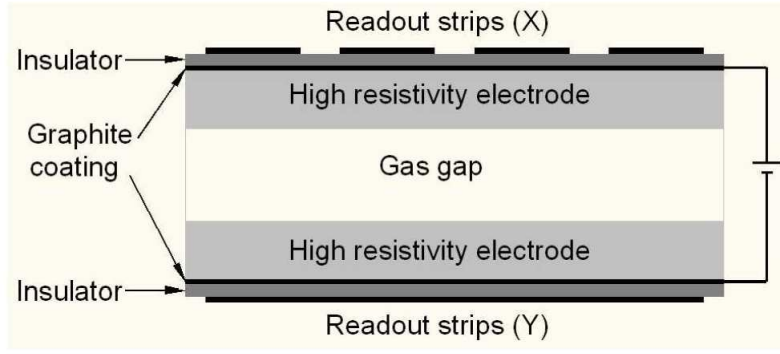 Readout strips (X)
Insulator
High resistivity electrode
Graphite
coating
Gas gap
High resistivity electrode
Insulator
Readout strips (Y)